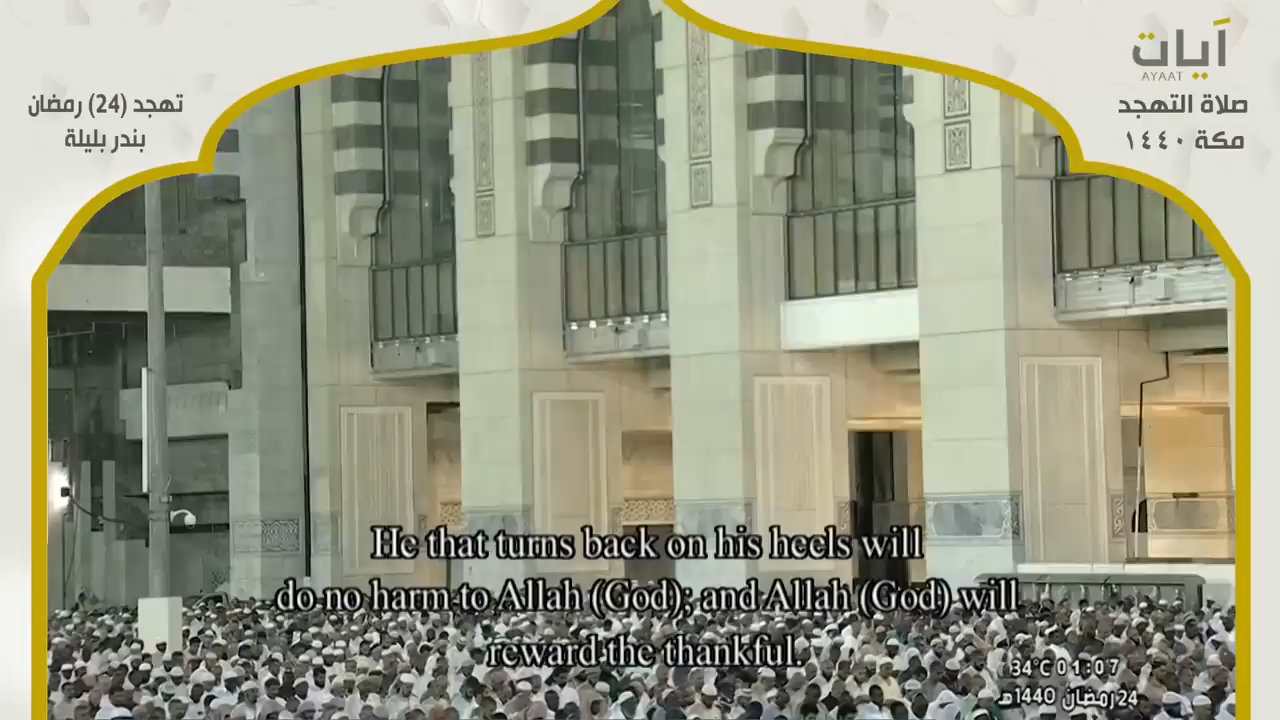 آيات
AYAAT
صلاة التهجد
مكة ١٤٤٠
تهجد (24) رمضان
بندر بليلة
He that turns back on his heels will
do no harm to Allah (God); and Allah (God) will
reward the thankful.
34°C 01:07
24 رمضان 1440هـ